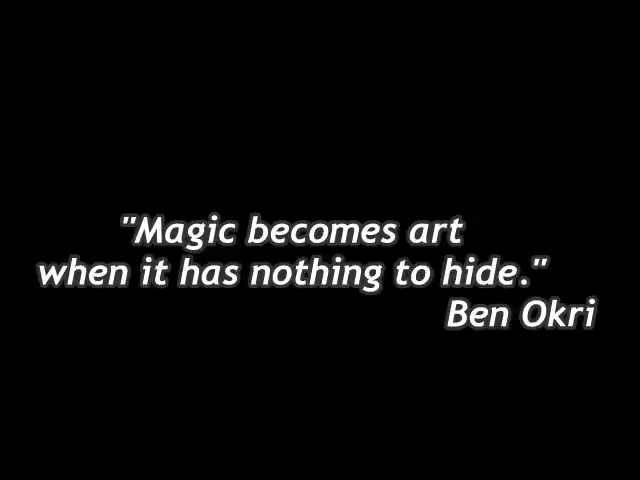 "Magic becomes art
when it has nothing to hide."
Ben Okri